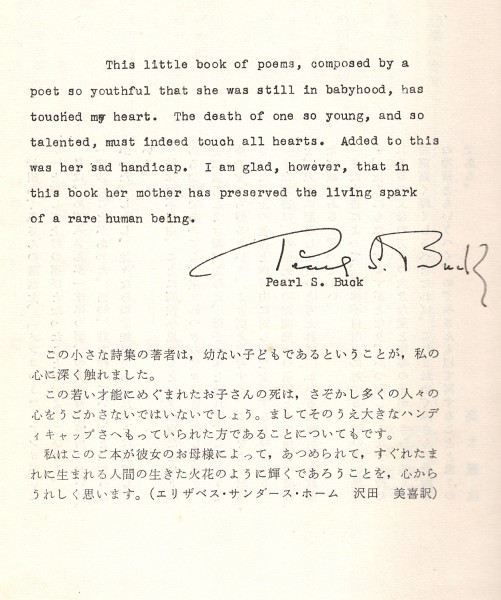 This little book of poems, composed by a
poet so youthful that she was still in babyhood, has
touched my heart. The death of one so young, and so
talented, must indeed touch all hearts. Added to this
was her sad handicap. I am glad, however, that in
this book her mother has preserved the living spark
of a rare human being.
Pearl S. Buck
Pearl S. Buck
この小さな詩集の著者は，幼ない子どもであるということが，私の
心に深く触れました。
この若い才能にめぐまれたお子さんの死は，さぞかし多くの人々の
心をうごかさないではいないでしょう。ましてそのうえ大きなハンデ
ィキャップさへもっていられた方であることについてもです。
私はこのご本が彼女のお母様によって，あつめられて，すぐれたま
れに生まれる人間の生きた火花のように輝くであろうことを，心から
うれしく思います。（エリザベス・サンダース・ホーム　沢田　美喜訳）